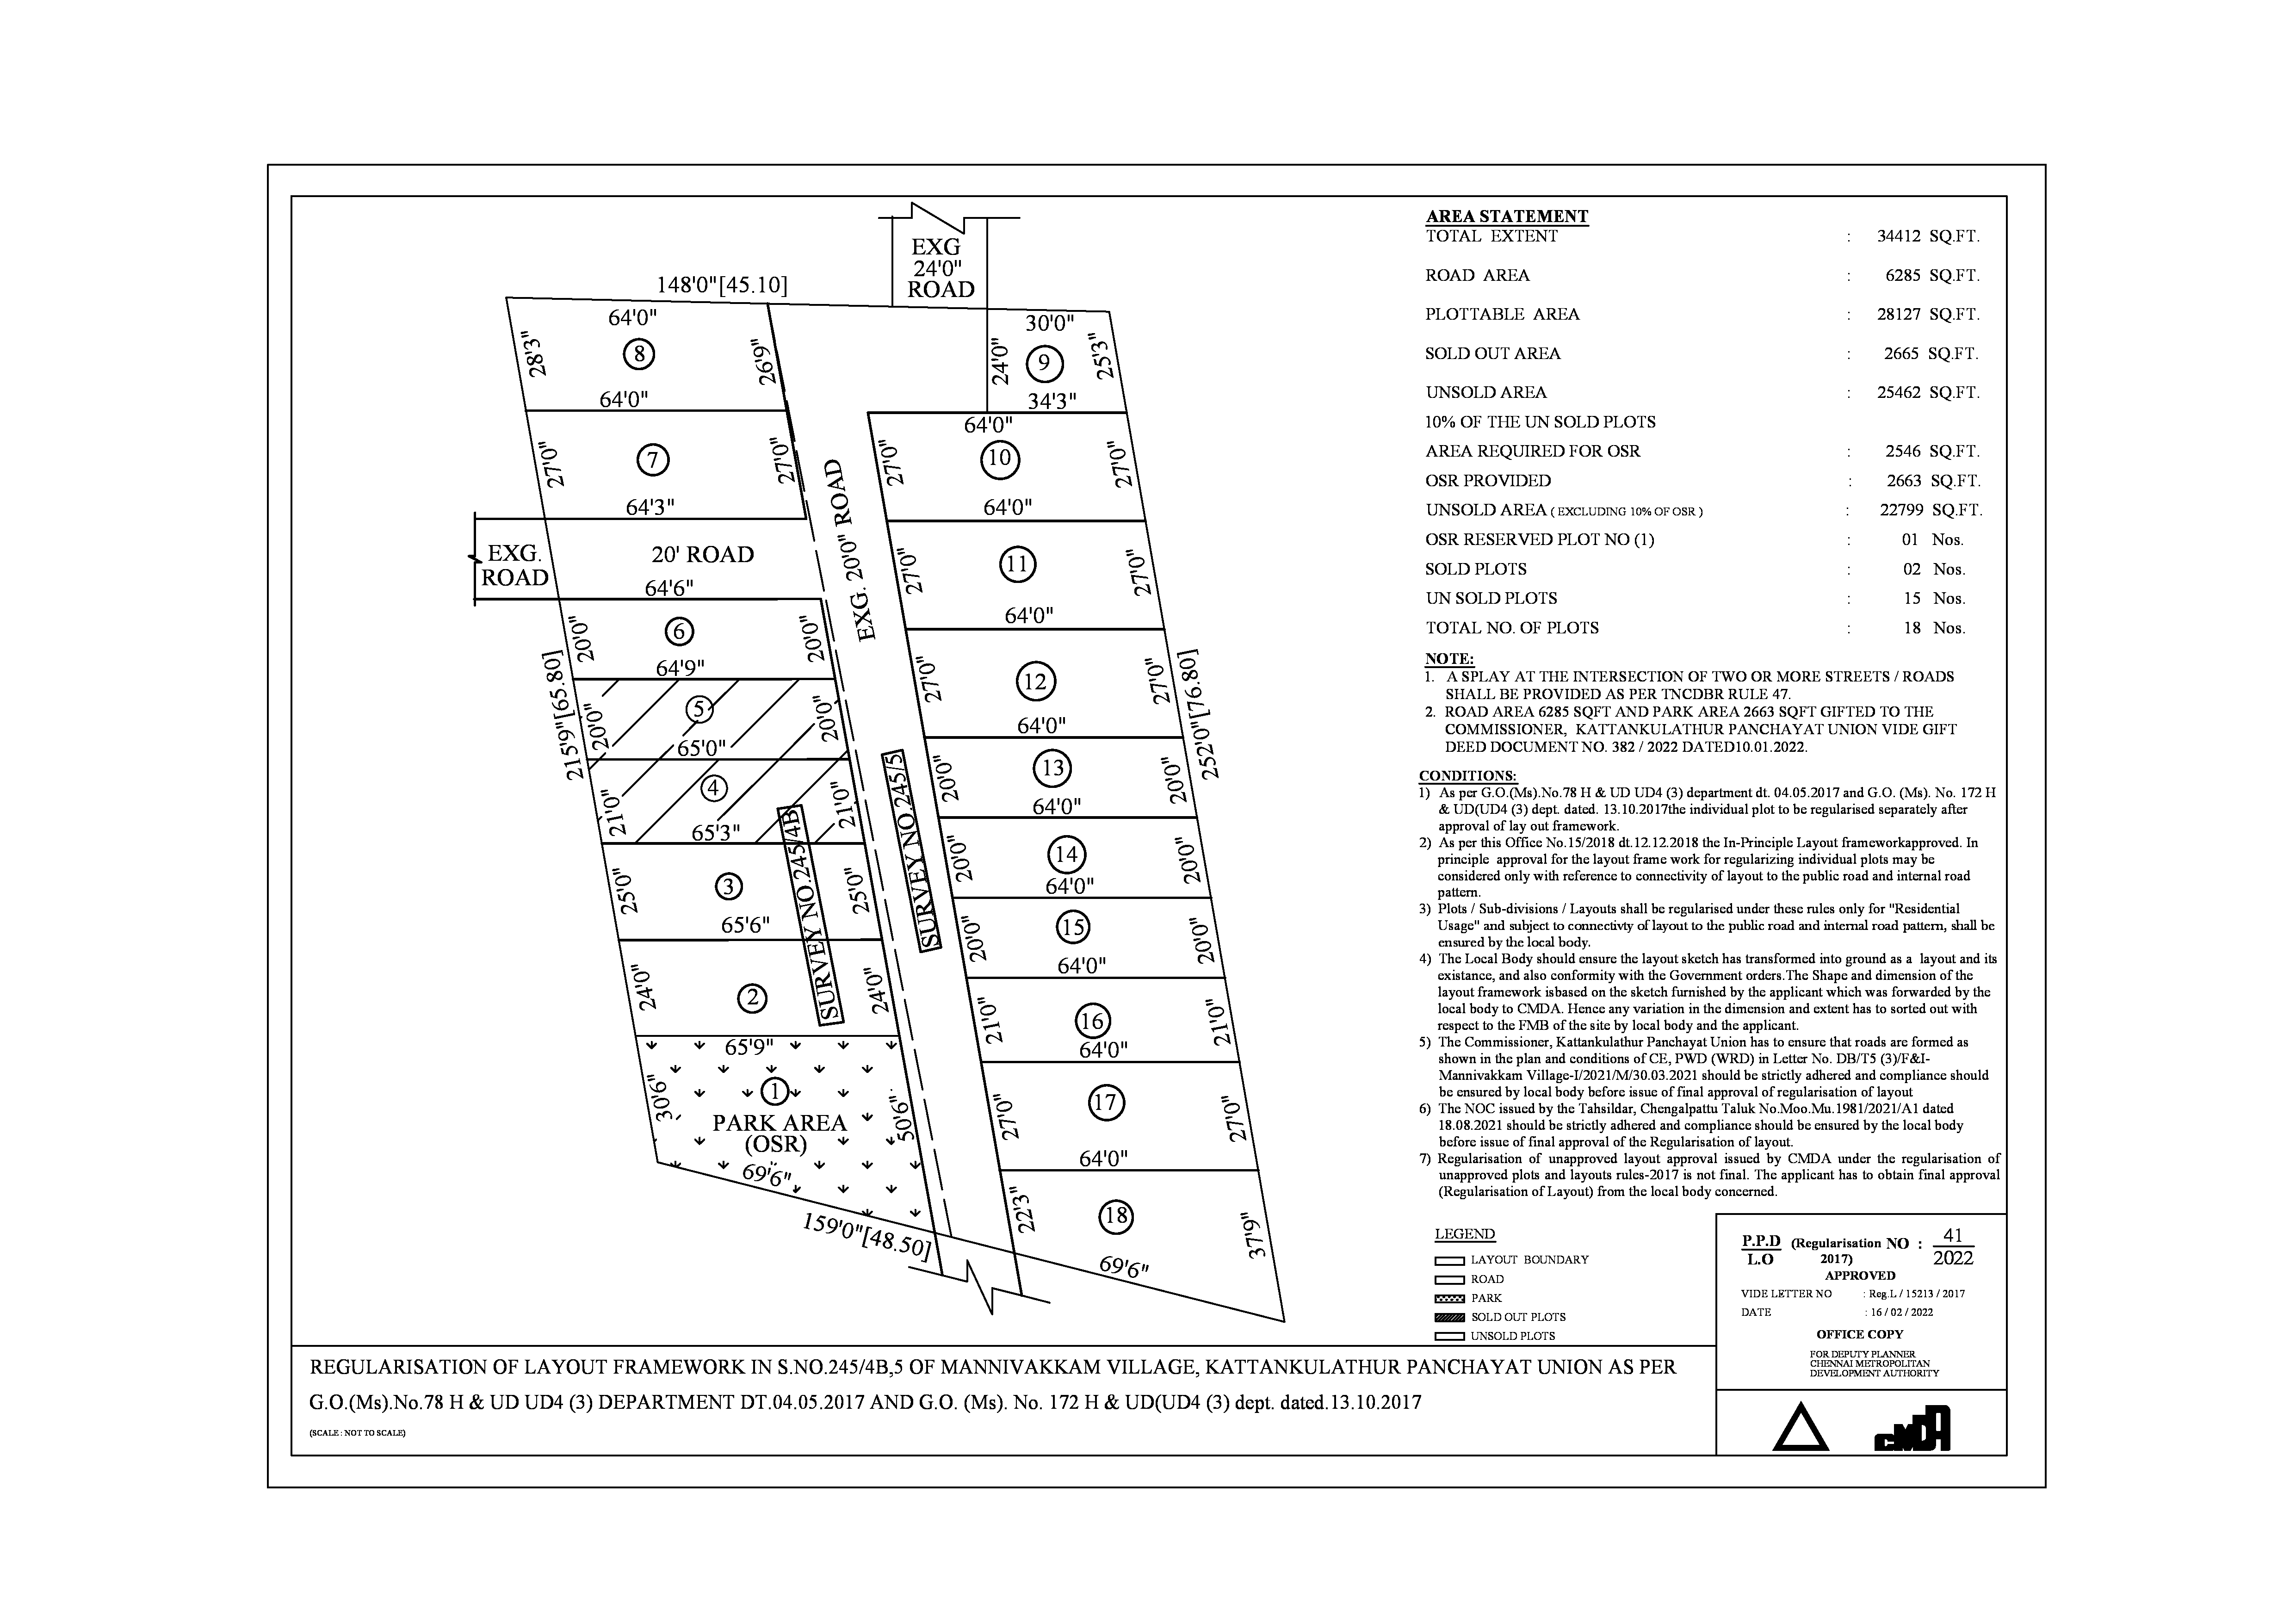 EXG
24'0"
ROAD
148'0"[45.10]
64'0"
28'3"
8
26'9"
64'0"
30'0"
24'0"
9
25'3"
34'3"
27'0"
7
27'0"
64'3"
64'0"
27'0"
10
27'0"
64'0"
EXG.
ROAD
20' ROAD
64'6"
EXG. 20'0" ROAD
27'0"
11
27'0"
64'0"
20'0"
6
20'0"
64'9"
27'0"
12
27'0"
64'0"
215'9"[65.80]
252'0"[76.80]
20'0"
5
20'0"
65'0"
20'0"
13
20'0"
64'0"
21'0"
4
21'0"
65'3"
SURVEY NO.245/4B
SURVEY NO.245/5
20'0"
14
20'0"
64'0"
25'0"
3
25'0"
65'6"
20'0"
15
20'0"
64'0"
24'0"
2
24'0"
65'9"
21'0"
16
21'0"
64'0"
30'6"
1
PARK AREA
(OSR)
50'6"
69'6"
27'0"
17
27'0"
64'0"
159'0"[48.50]
22'3"
18
37'9"
69'6"
AREA STATEMENT
TOTAL EXTENT : 34412 SQ.FT.
ROAD AREA : 6285 SQ.FT.
PLOTTABLE AREA : 28127 SQ.FT.
SOLD OUT AREA : 2665 SQ.FT.
UNSOLD AREA : 25462 SQ.FT.
10% OF THE UN SOLD PLOTS
AREA REQUIRED FOR OSR : 2546 SQ.FT.
OSR PROVIDED : 2663 SQ.FT.
UNSOLD AREA ( EXCLUDING 10% OF OSR ) : 22799 SQ.FT.
OSR RESERVED PLOT NO (1) : 01 Nos.
SOLD PLOTS : 02 Nos.
UN SOLD PLOTS : 15 Nos.
TOTAL NO. OF PLOTS : 18 Nos.
NOTE:
1. A SPLAY AT THE INTERSECTION OF TWO OR MORE STREETS / ROADS
SHALL BE PROVIDED AS PER TNCDBR RULE 47.
2. ROAD AREA 6285 SQFT AND PARK AREA 2663 SQFT GIFTED TO THE
COMMISSIONER, KATTANKULATHUR PANCHAYAT UNION VIDE GIFT
DEED DOCUMENT NO. 382 / 2022 DATED10.01.2022.
CONDITIONS:
1) As per G.O.(Ms).No.78 H & UD UD4 (3) department dt. 04.05.2017 and G.O. (Ms). No. 172 H
& UD(UD4 (3) dept. dated. 13.10.2017the individual plot to be regularised separately after
approval of lay out framework.
2) As per this Office No.15/2018 dt.12.12.2018 the In-Principle Layout frameworkapproved. In
principle approval for the layout frame work for regularizing individual plots may be
considered only with reference to connectivity of layout to the public road and internal road
pattern.
3) Plots / Sub-divisions / Layouts shall be regularised under these rules only for "Residential
Usage" and subject to connectivty of layout to the public road and internal road pattern, shall be
ensured by the local body.
4) The Local Body should ensure the layout sketch has transformed into ground as a layout and its
existance, and also conformity with the Government orders.The Shape and dimension of the
layout framework isbased on the sketch furnished by the applicant which was forwarded by the
local body to CMDA. Hence any variation in the dimension and extent has to sorted out with
respect to the FMB of the site by local body and the applicant.
5) The Commissioner, Kattankulathur Panchayat Union has to ensure that roads are formed as
shown in the plan and conditions of CE, PWD (WRD) in Letter No. DB/T5 (3)/F&I-
Mannivakkam Village-I/2021/M/30.03.2021 should be strictly adhered and compliance should
be ensured by local body before issue of final approval of regularisation of layout
6) The NOC issued by the Tahsildar, Chengalpattu Taluk No.Moo.Mu.1981/2021/A1 dated
18.08.2021 should be strictly adhered and compliance should be ensured by the local body
before issue of final approval of the Regularisation of layout.
7) Regularisation of unapproved layout approval issued by CMDA under the regularisation of
unapproved plots and layouts rules-2017 is not final. The applicant has to obtain final approval
(Regularisation of Layout) from the local body concerned.
LEGEND
LAYOUT BOUNDARY
ROAD
PARK
SOLD OUT PLOTS
UNSOLD PLOTS
P.P.D (Regularisation NO : 41
L.O 2017) 2022
APPROVED
VIDE LETTER NO : Reg.L / 15213 / 2017
DATE : 16 / 02 / 2022
OFFICE COPY
FOR DEPUTY PLANNER
CHENNAI METROPOLITAN
DEVELOPMENT AUTHORITY
CMDA
REGULARISATION OF LAYOUT FRAMEWORK IN S.NO.245/4B,5 OF MANNIVAKKAM VILLAGE, KATTANKULATHUR PANCHAYAT UNION AS PER
G.O.(Ms).No.78 H & UD UD4 (3) DEPARTMENT DT.04.05.2017 AND G.O. (Ms). No. 172 H & UD(UD4 (3) dept. dated.13.10.2017
(SCALE : NOT TO SCALE)